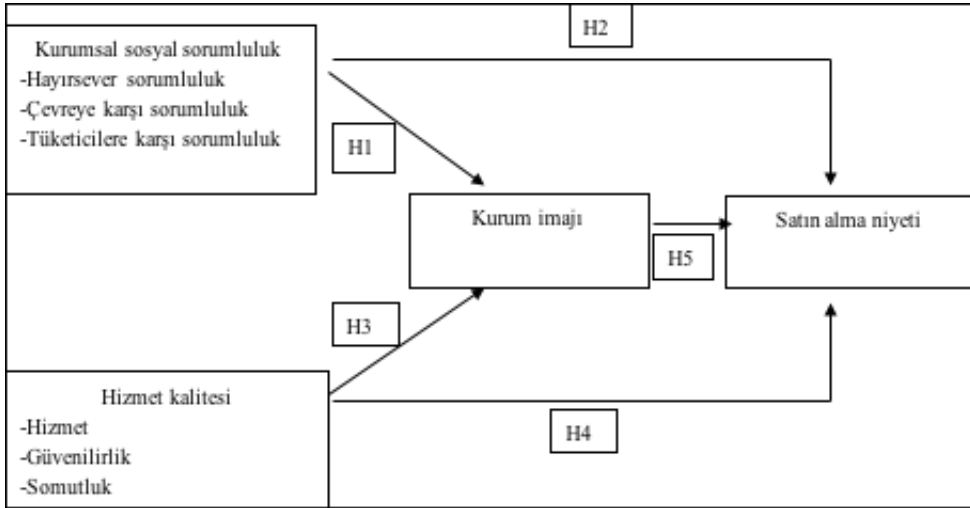 H2
Kurumsal sosyal sorumluluk
-Hayırsever sorumluluk
-Çevreye karşı sorumluluk
-Tüketicilere karşı sorumluluk
H1
Kurum imajı
Satın alma niyeti
H5
H3
Hizmet kalitesi
-Hizmet
-Güvenilirlik
-Somutluk
H4